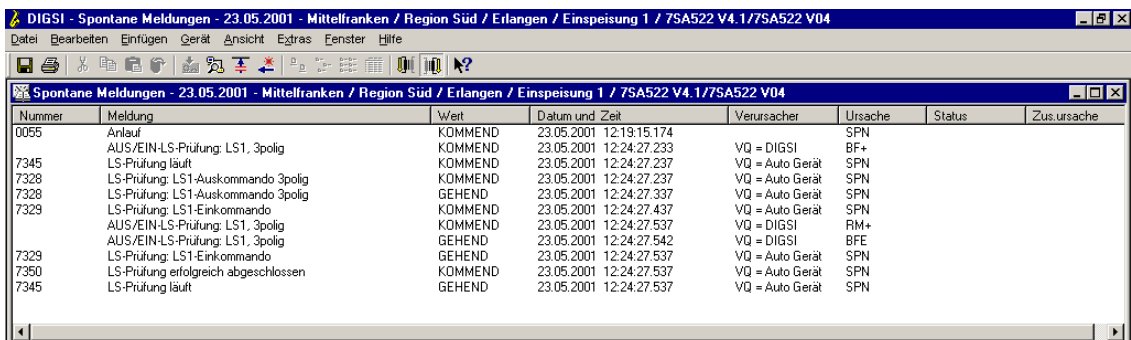 DIGSI - Spontane Meldungen - 23.05.2001 - Mittelfranken / Region Süd / Erlangen / Einspeisung 1 / 7SA522 V4.1/7SA522 V04
Datei Bearbeiten Einfügen Gerät Ansicht Extras Fenster Hilfe
Spontane Meldungen - 23.05.2001 - Mittelfranken / Region Süd / Erlangen / Einspeisung 1 / 7SA522 V4.1/7SA522 V04
Nummer Meldung Wert Datum und Zeit Verursacher Ursache Status Zus.ursache
0055 Anlauf KOMMEND 23.05.2001 12:19:15.174 SPN
AUS/EIN-LS-Prüfung: LS1, 3polig KOMMEND 23.05.2001 12:24:27.233 VQ = DIGSI BF+
7345 LS-Prüfung läuft KOMMEND 23.05.2001 12:24:27.237 VQ = Auto Gerät SPN
7328 LS-Prüfung: LS1-Auskommando 3polig KOMMEND 23.05.2001 12:24:27.237 VQ = Auto Gerät SPN
7328 LS-Prüfung: LS1-Auskommando 3polig GEHEND 23.05.2001 12:24:27.337 VQ = Auto Gerät SPN
7329 LS-Prüfung: LS1-Einkommando KOMMEND 23.05.2001 12:24:27.437 VQ = Auto Gerät SPN
AUS/EIN-LS-Prüfung: LS1, 3polig KOMMEND 23.05.2001 12:24:27.537 VQ = DIGSI RM+
AUS/EIN-LS-Prüfung: LS1, 3polig GEHEND 23.05.2001 12:24:27.542 VQ = DIGSI BFE
7329 LS-Prüfung: LS1-Einkommando GEHEND 23.05.2001 12:24:27.537 VQ = Auto Gerät SPN
7350 LS-Prüfung erfolgreich abgeschlossen KOMMEND 23.05.2001 12:24:27.537 VQ = Auto Gerät SPN
7345 LS-Prüfung läuft GEHEND 23.05.2001 12:24:27.537 VQ = Auto Gerät SPN